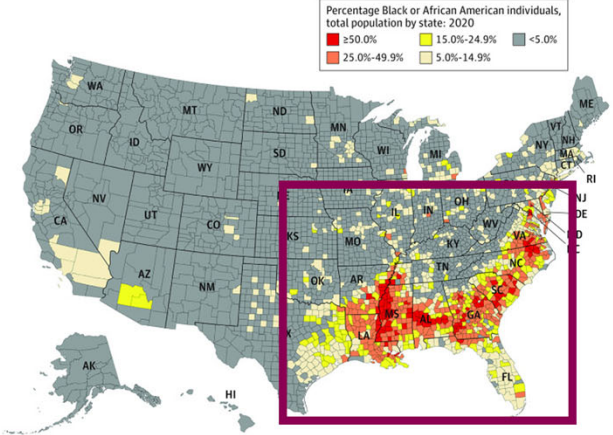 Percentage Black or African American individuals,
total population by state: 2020
≥50.0% 15.0%-24.9% <5.0%
25.0%-49.9% 5.0%-14.9%
WA
MT
ND
MN
ME
VT
NH
OR
ID
SD
WI
MI
NY
MA
CT
RI
WY
NV
UT
CO
CA
AZ
NM
IL
IN
OH
NJ
DE
KS
MO
KY
WV
VA
OK
AR
TN
NC
SC
MS
AL
GA
LA
FL
AK
HI